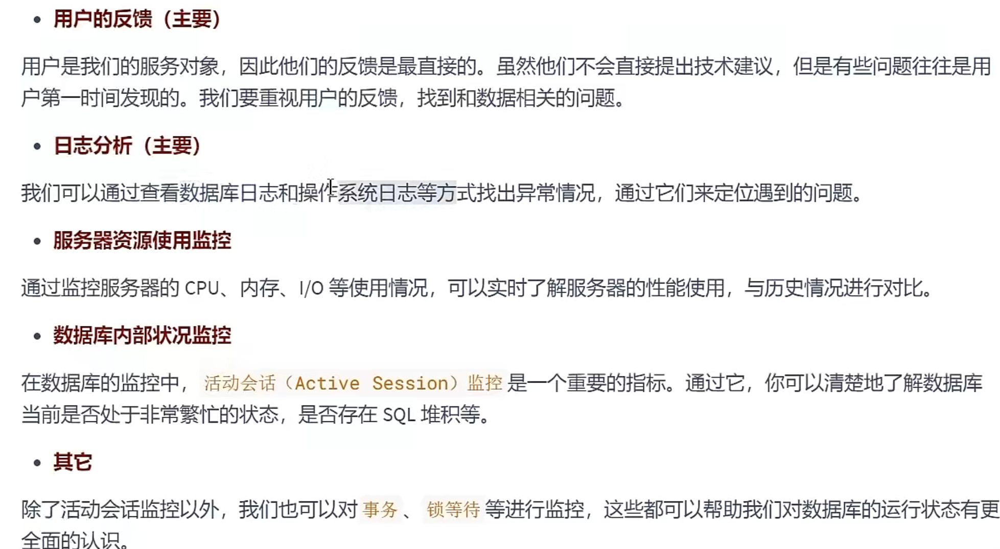 • 用户的反馈（主要）
用户是我们的服务对象，因此他们的反馈是最直接的。虽然他们不会直接提出技术建议，但是有些问题往往是用
户第一时间发现的。我们要重视用户的反馈，找到和数据相关的问题。
• 日志分析（主要）
我们可以通过查看数据库日志和操作系统日志等方式找出异常情况，通过它们来定位遇到的问题。
• 服务器资源使用监控
通过监控服务器的 CPU、内存、I/O 等使用情况，可以实时了解服务器的性能使用，与历史情况进行对比。
• 数据库内部状况监控
在数据库的监控中，活动会话（Active Session）监控 是一个重要的指标。通过它，你可以清楚地了解数据库
当前是否处于非常繁忙的状态，是否存在 SQL 堆积等。
• 其它
除了活动会话监控以外，我们也可以对 事务 、 锁等待 等进行监控，这些都可以帮助我们对数据库的运行状态有更
全面的认识。